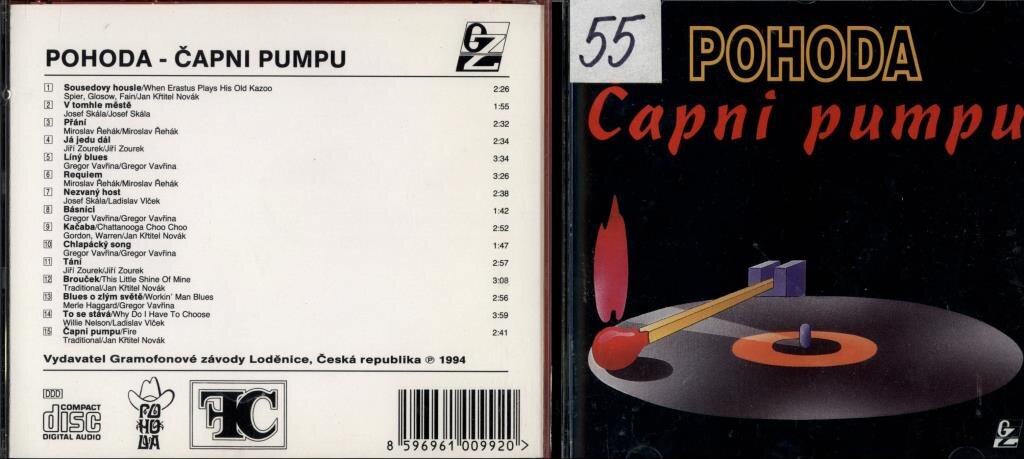 POHODA - ČAPNI PUMPU
GZ
1 Sousedovy housle/When Erastus Plays His Old Kazoo
Spier, Glosow, Fain/Jan Křtitel Novák 2:26
2 V tomhle městě
Josef Skála/Josef Skála 1:55
3 Přání
Miroslav Řehák/Miroslav Řehák 2:32
4 Já jedu dál
Jiří Zourek/Jiří Zourek 2:34
5 Líný blues
Gregor Vavřina/Gregor Vavřina 3:34
6 Requiem
Miroslav Řehák/Miroslav Řehák 3:26
7 Nezvaný host
Josef Skála/Ladislav Vlček 2:38
8 Básníci
Gregor Vavřina/Gregor Vavřina 1:42
9 Kačaba/Chattanooga Choo Choo
Gordon, Warren/Jan Křtitel Novák 2:52
10 Chlapácký song
Gregor Vavřina/Gregor Vavřina 1:47
11 Tání
Jiří Zourek/Jiří Zourek 2:57
12 Brouček/This Little Shine Of Mine
Traditional/Jan Křtitel Novák 3:08
13 Blues o zlým světě/Workin' Man Blues
Merle Haggard/Gregor Vavřina 2:56
14 To se stává/Why Do I Have To Choose
Willie Nelson/Ladislav Vlček 3:59
15 Čapni pumpu/Fire
Traditional/Jan Křtitel Novák 2:41
Vydavatel Gramofonové závody Loděnice, Česká republika ℗ 1994
DDD
COMPACT
disc
DIGITAL AUDIO
POHODA
FC
8 596961 009920 >
55
POHODA
Čapni pumpu
GZ